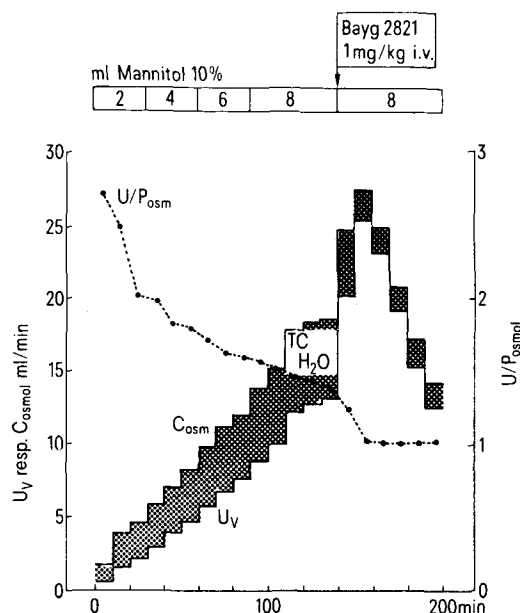 Bayg 2821
1mg/kg i.v.
ml Mannitol 10%
2 4 6 8 8
30 3
U/Posm
25
20 2
TC
H2O
15
Cosm
10 1
5
UV
0 0
0 100 200min
UV resp. Cosmol ml/min
U/Posmol